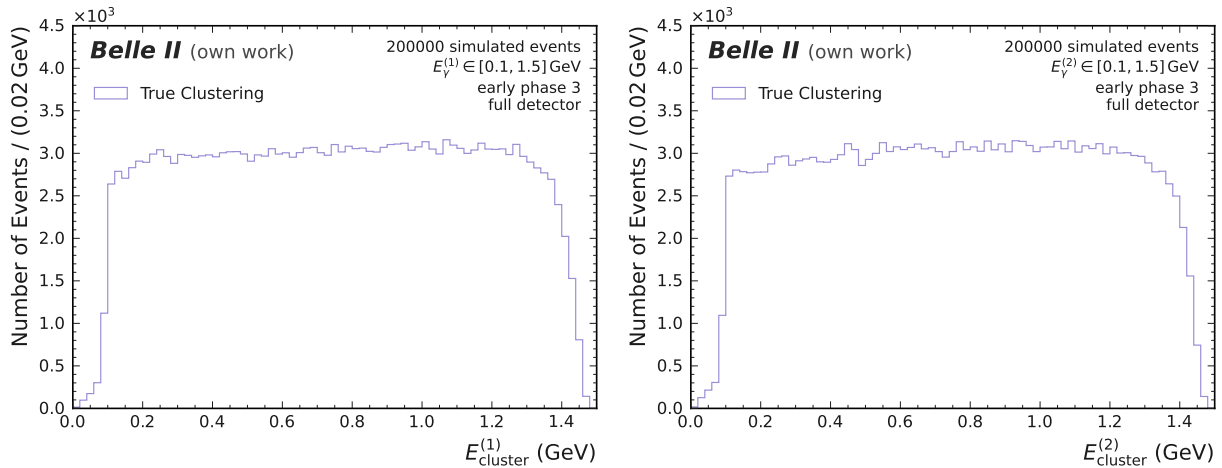 ×10³
4.5
4.0
3.5
3.0
2.5
2.0
1.5
1.0
0.5
0.0
Number of Events / (0.02 GeV)
Belle II (own work)
True Clustering
200000 simulated events
E_γ^(1) ∈ [0.1, 1.5] GeV
early phase 3
full detector
0.0 0.2 0.4 0.6 0.8 1.0 1.2 1.4
E_cluster^(1) (GeV)
×10³
4.5
4.0
3.5
3.0
2.5
2.0
1.5
1.0
0.5
0.0
Number of Events / (0.02 GeV)
Belle II (own work)
True Clustering
200000 simulated events
E_γ^(2) ∈ [0.1, 1.5] GeV
early phase 3
full detector
0.0 0.2 0.4 0.6 0.8 1.0 1.2 1.4
E_cluster^(2) (GeV)